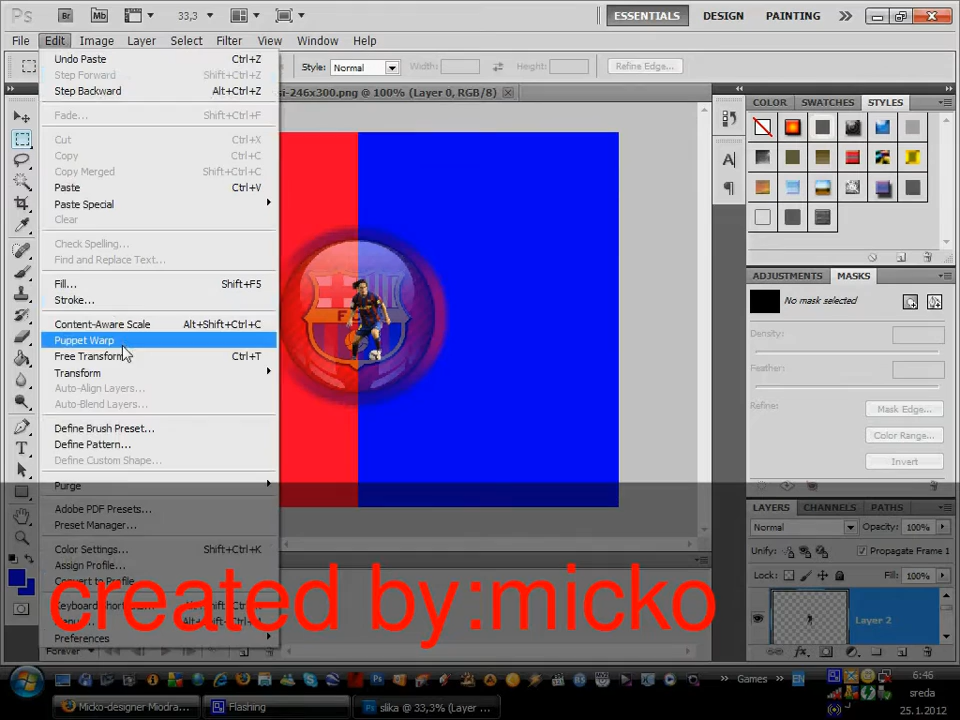 Ps Br Mb 33,3 ESSENTIALS DESIGN PAINTING
File Edit Image Layer Select Filter View Window Help
Style: Normal Width: Height: Refine Edge...
si-246x300.png @ 100% (Layer 0, RGB/8)
Undo Paste Ctrl+Z
Step Forward Shift+Ctrl+Z
Step Backward Alt+Ctrl+Z
Fade... Shift+Ctrl+F
Cut Ctrl+X
Copy Ctrl+C
Copy Merged Shift+Ctrl+C
Paste Ctrl+V
Paste Special
Clear
Check Spelling...
Find and Replace Text...
Fill... Shift+F5
Stroke...
Content-Aware Scale Alt+Shift+Ctrl+C
Puppet Warp
Free Transform Ctrl+T
Transform
Auto-Align Layers...
Auto-Blend Layers...
Define Brush Preset...
Define Pattern...
Define Custom Shape...
Purge
Adobe PDF Presets...
Preset Manager...
Color Settings... Shift+Ctrl+K
Assign Profile...
Convert to Profile
Preferences
Forever
COLOR SWATCHES STYLES
ADJUSTMENTS MASKS
No mask selected
Density:
Feather:
Refine: Mask Edge...
Color Range...
Invert
LAYERS CHANNELS PATHS
Normal Opacity: 100%
Unify: Propagate Frame 1
Lock: Fill: 100%
Layer 2
created by:micko
Games EN 6:46
sreda
25.1.2012
Micko-designer Miodra... Flashing slika @ 33,3% (Layer ...